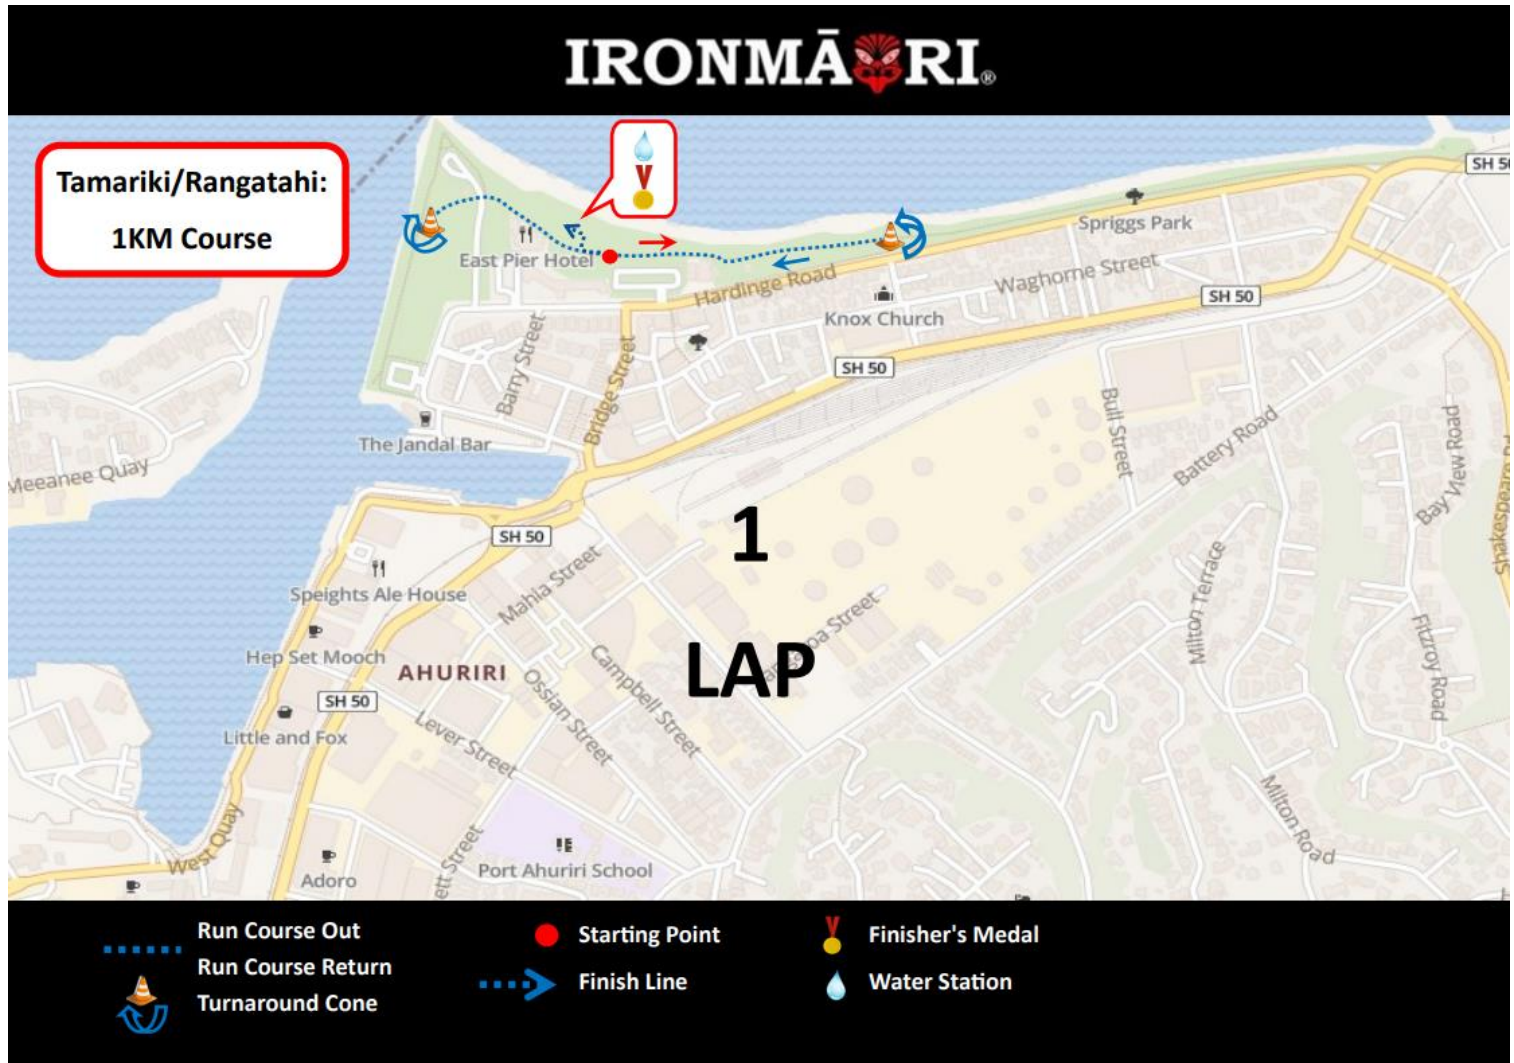 IRONMĀORI®
Tamariki/Rangatahi:
1KM Course
SH 50
Spriggs Park
East Pier Hotel
Hardinge Road
Waghorne Street
SH 50
Knox Church
Barry Street
Bridge Street
SH 50
Bull Street
Battery Road
Bay View Road
The Jandal Bar
Meeanee Quay
1
SH 50
Mahia Street
Speights Ale House
Milton Terrace
Fitzroy Road
Hep Set Mooch
AHURIRI
LAP
Ossian Street
Campbell Street
SH 50
Little and Fox
Lever Street
Milton Road
West Quay
Port Ahuriri School
Adoro
Run Course Out
Run Course Return
Turnaround Cone
Starting Point
Finish Line
Finisher's Medal
Water Station